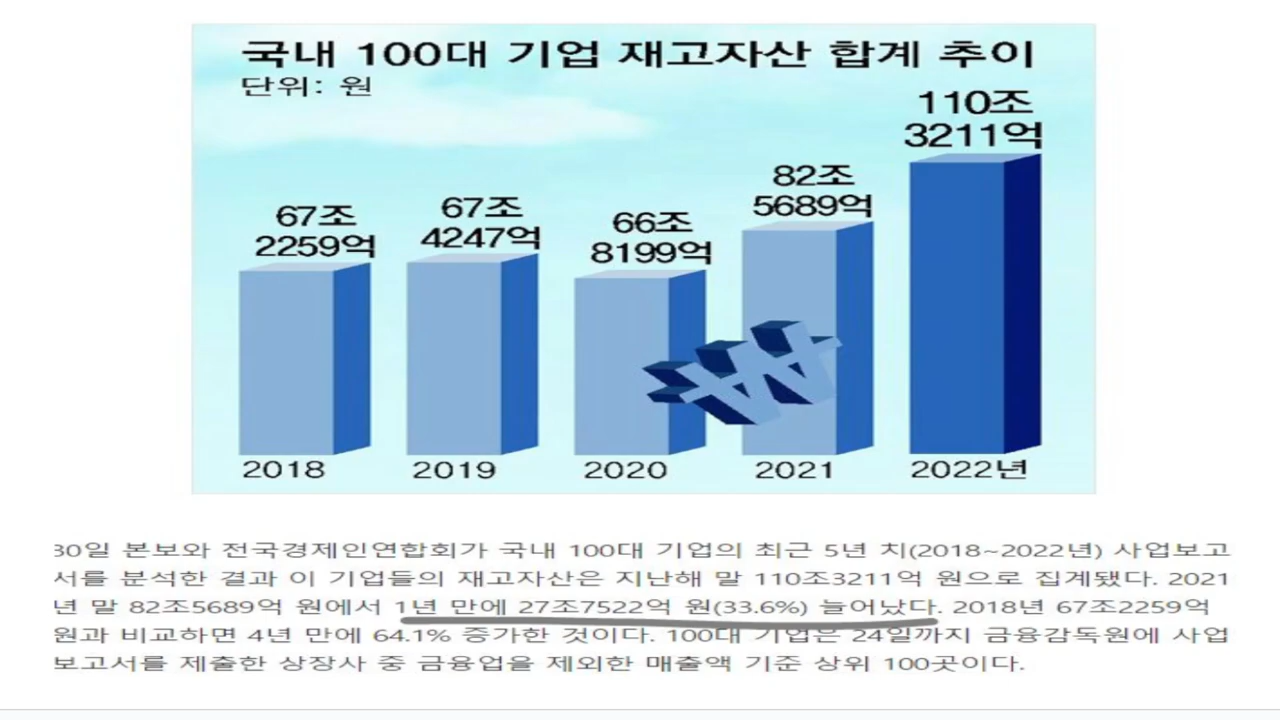 국내 100대 기업 재고자산 합계 추이
단위: 원
67조
2259억
67조
4247억
66조
8199억
82조
5689억
110조
3211억
2018
2019
2020
2021
2022년
30일 본보와 전국경제인연합회가 국내 100대 기업의 최근 5년 치(2018~2022년) 사업보고
서를 분석한 결과 이 기업들의 재고자산은 지난해 말 110조3211억 원으로 집계됐다. 2021
년 말 82조5689억 원에서 1년 만에 27조7522억 원(33.6%) 늘어났다. 2018년 67조2259억
원과 비교하면 4년 만에 64.1% 증가한 것이다. 100대 기업은 24일까지 금융감독원에 사업
보고서를 제출한 상장사 중 금융업을 제외한 매출액 기준 상위 100곳이다.